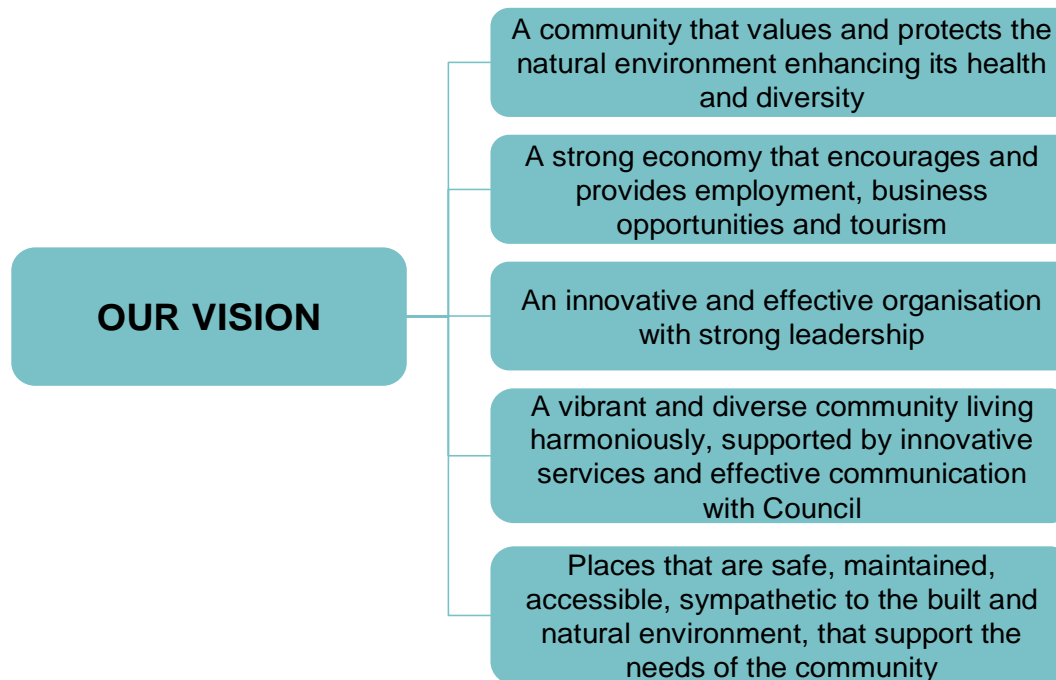 A community that values and protects the
natural environment enhancing its health
and diversity
A strong economy that encourages and
provides employment, business
opportunities and tourism
OUR VISION
An innovative and effective organisation
with strong leadership
A vibrant and diverse community living
harmoniously, supported by innovative
services and effective communication
with Council
Places that are safe, maintained,
accessible, sympathetic to the built and
natural environment, that support the
needs of the community